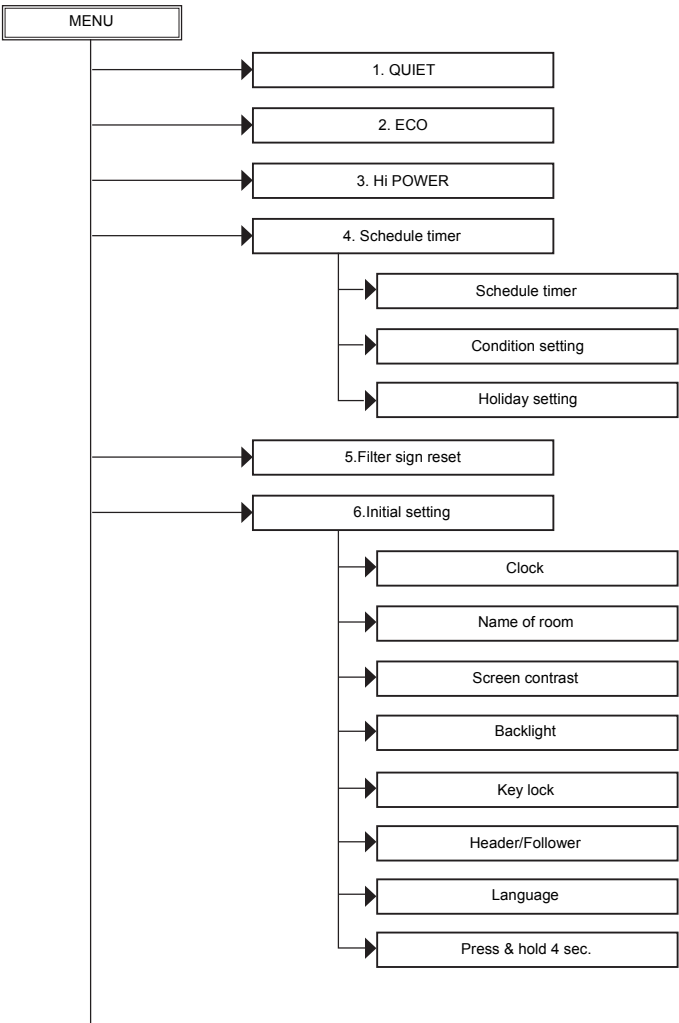 MENU
1. QUIET
2. ECO
3. Hi POWER
4. Schedule timer
Schedule timer
Condition setting
Holiday setting
5.Filter sign reset
6.Initial setting
Clock
Name of room
Screen contrast
Backlight
Key lock
Header/Follower
Language
Press & hold 4 sec.